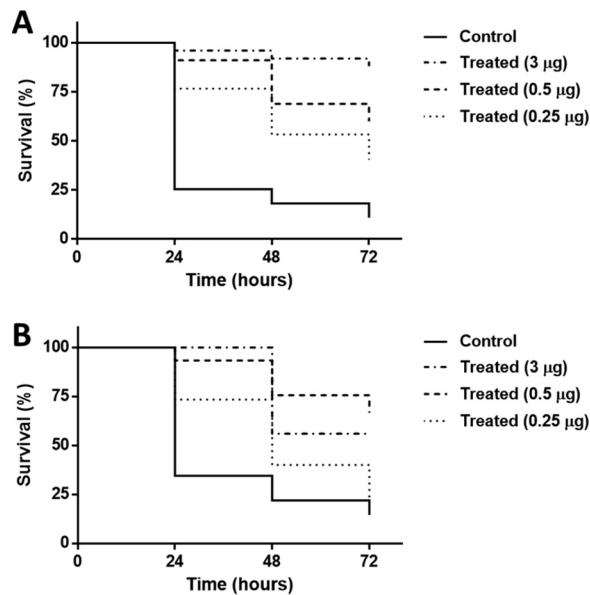 A
100
75
50
25
0
Survival (%)
0 24 48 72
Time (hours)
Control
Treated (3 μg)
Treated (0.5 μg)
Treated (0.25 μg)
B
100
75
50
25
0
Survival (%)
0 24 48 72
Time (hours)
Control
Treated (3 μg)
Treated (0.5 μg)
Treated (0.25 μg)